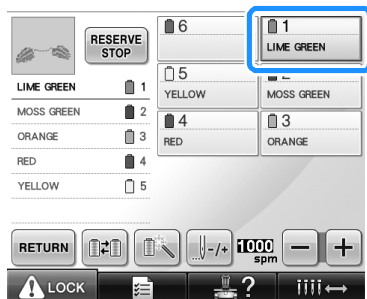 RESERVE
STOP
6
1
LIME GREEN
5
YELLOW
MOSS GREEN
4
RED
3
ORANGE
LIME GREEN 1
MOSS GREEN 2
ORANGE 3
RED 4
YELLOW 5
RETURN
-/+
1000
spm
- +
LOCK
?